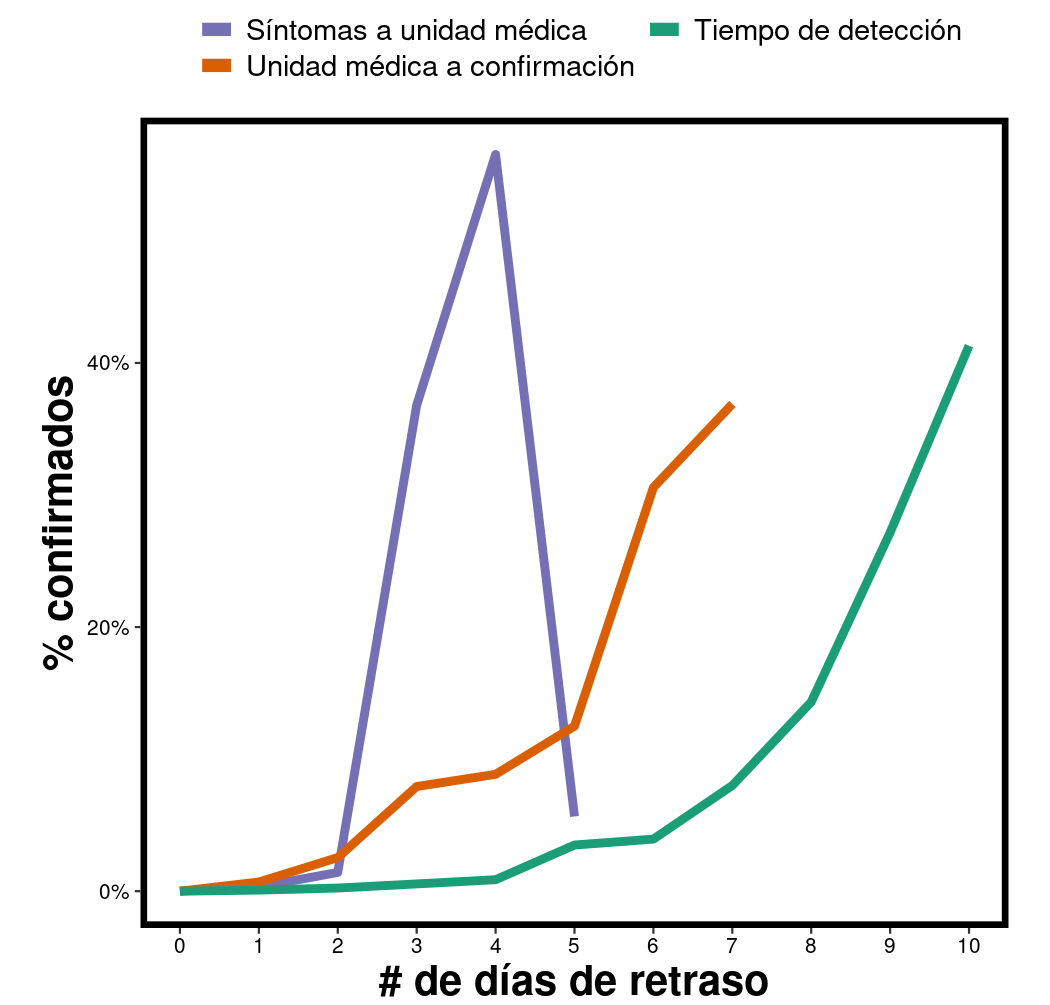 Síntomas a unidad médica
Tiempo de detección
Unidad médica a confirmación
40%
20%
0%
% confirmados
0 1 2 3 4 5 6 7 8 9 10
# de días de retraso